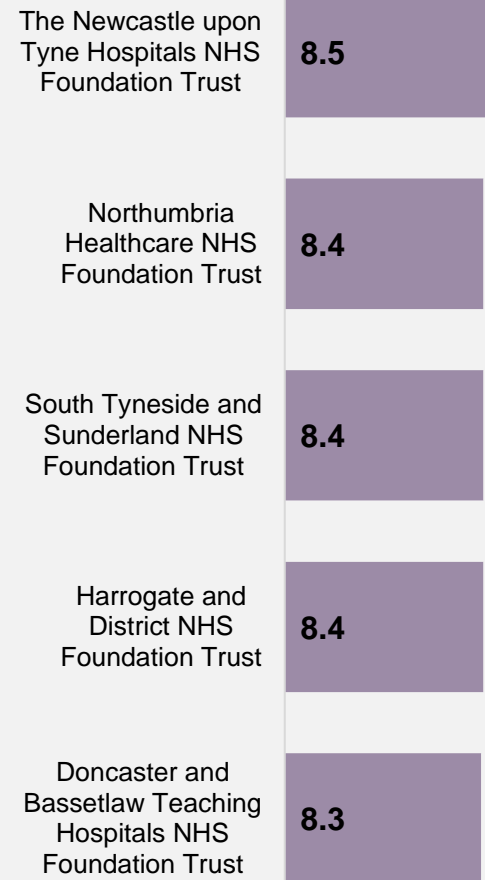 The Newcastle upon
Tyne Hospitals NHS
Foundation Trust
8.5
Northumbria
Healthcare NHS
Foundation Trust
8.4
South Tyneside and
Sunderland NHS
Foundation Trust
8.4
Harrogate and
District NHS
Foundation Trust
8.4
Doncaster and
Bassetlaw Teaching
Hospitals NHS
Foundation Trust
8.3